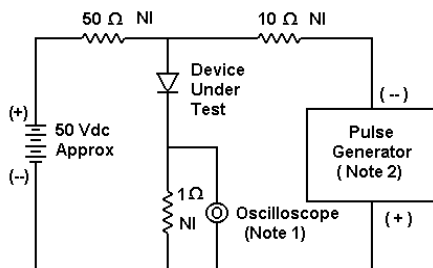 50 Ω NI
10 Ω NI
Device
Under
Test
( -- )
(+)
50 Vdc
Approx
(--)
Pulse
Generator
( Note 2)
1Ω
NI
Oscilloscope
(Note 1)
( + )